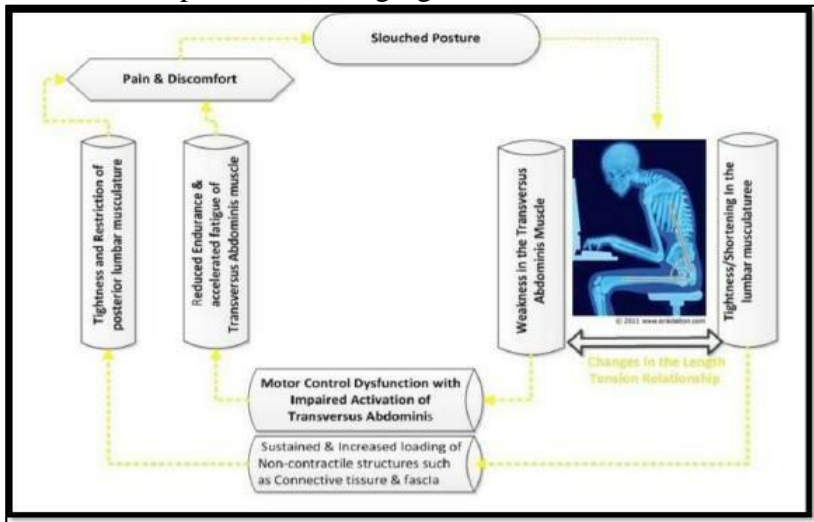 Slouched Posture
Pain & Discomfort
Tightness and Restriction of
posterior lumbar musculature
Reduced Endurance &
accelerated fatigue of
Transversus Abdominis muscle
Weakness in the Transversus
Abdominis Muscle
Tightness/Shortening In the
lumbar musculaturee
© 2011 www.erikdalton.com
Changes In the Length
Tension Relationship
Motor Control Dysfunction with
Impaired Activation of
Transversus Abdominis
Sustained & Increased loading of
Non-contractile structures such
as Connective tissure & fascia